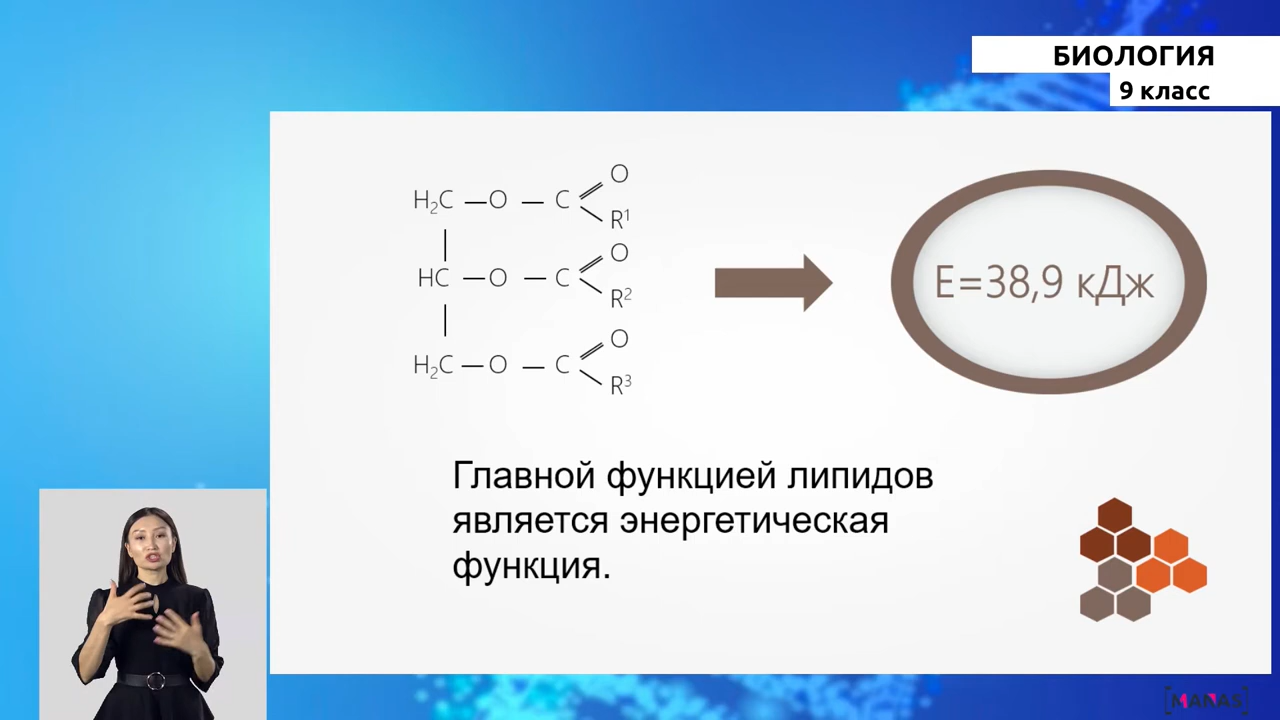 БИОЛОГИЯ
9 класс
H₂C — O — C O
R¹
HC — O — C O
R²
H₂C — O — C O
R³
E=38,9 кДж
Главной функцией липидов
является энергетическая
функция.
MANAS